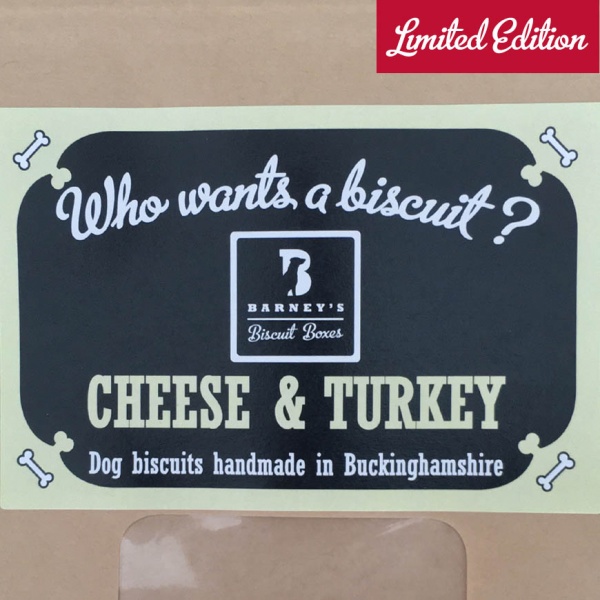 Limited Edition
Who wants a biscuit?
B
BARNEY'S
Biscuit Boxes
CHEESE & TURKEY
Dog biscuits handmade in Buckinghamshire